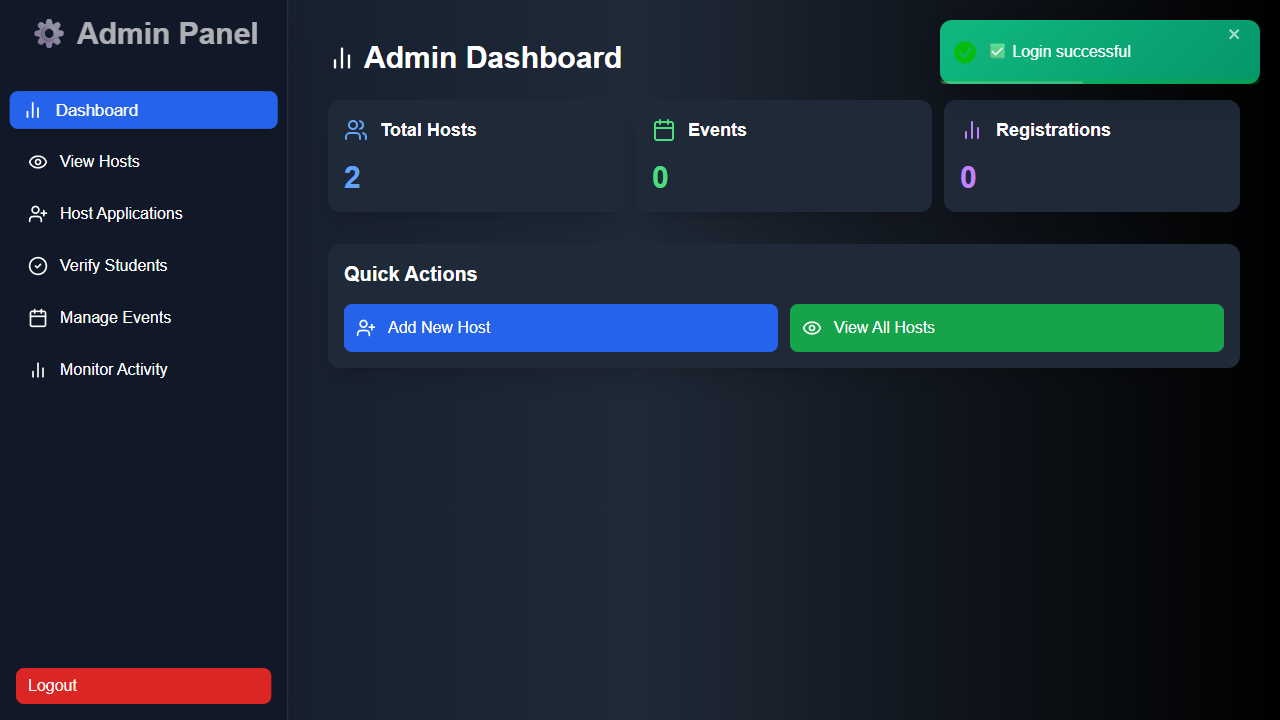 Admin Panel
Dashboard
View Hosts
Host Applications
Verify Students
Manage Events
Monitor Activity
Logout
Admin Dashboard
Login successful
Total Hosts
2
Events
0
Registrations
0
Quick Actions
Add New Host
View All Hosts